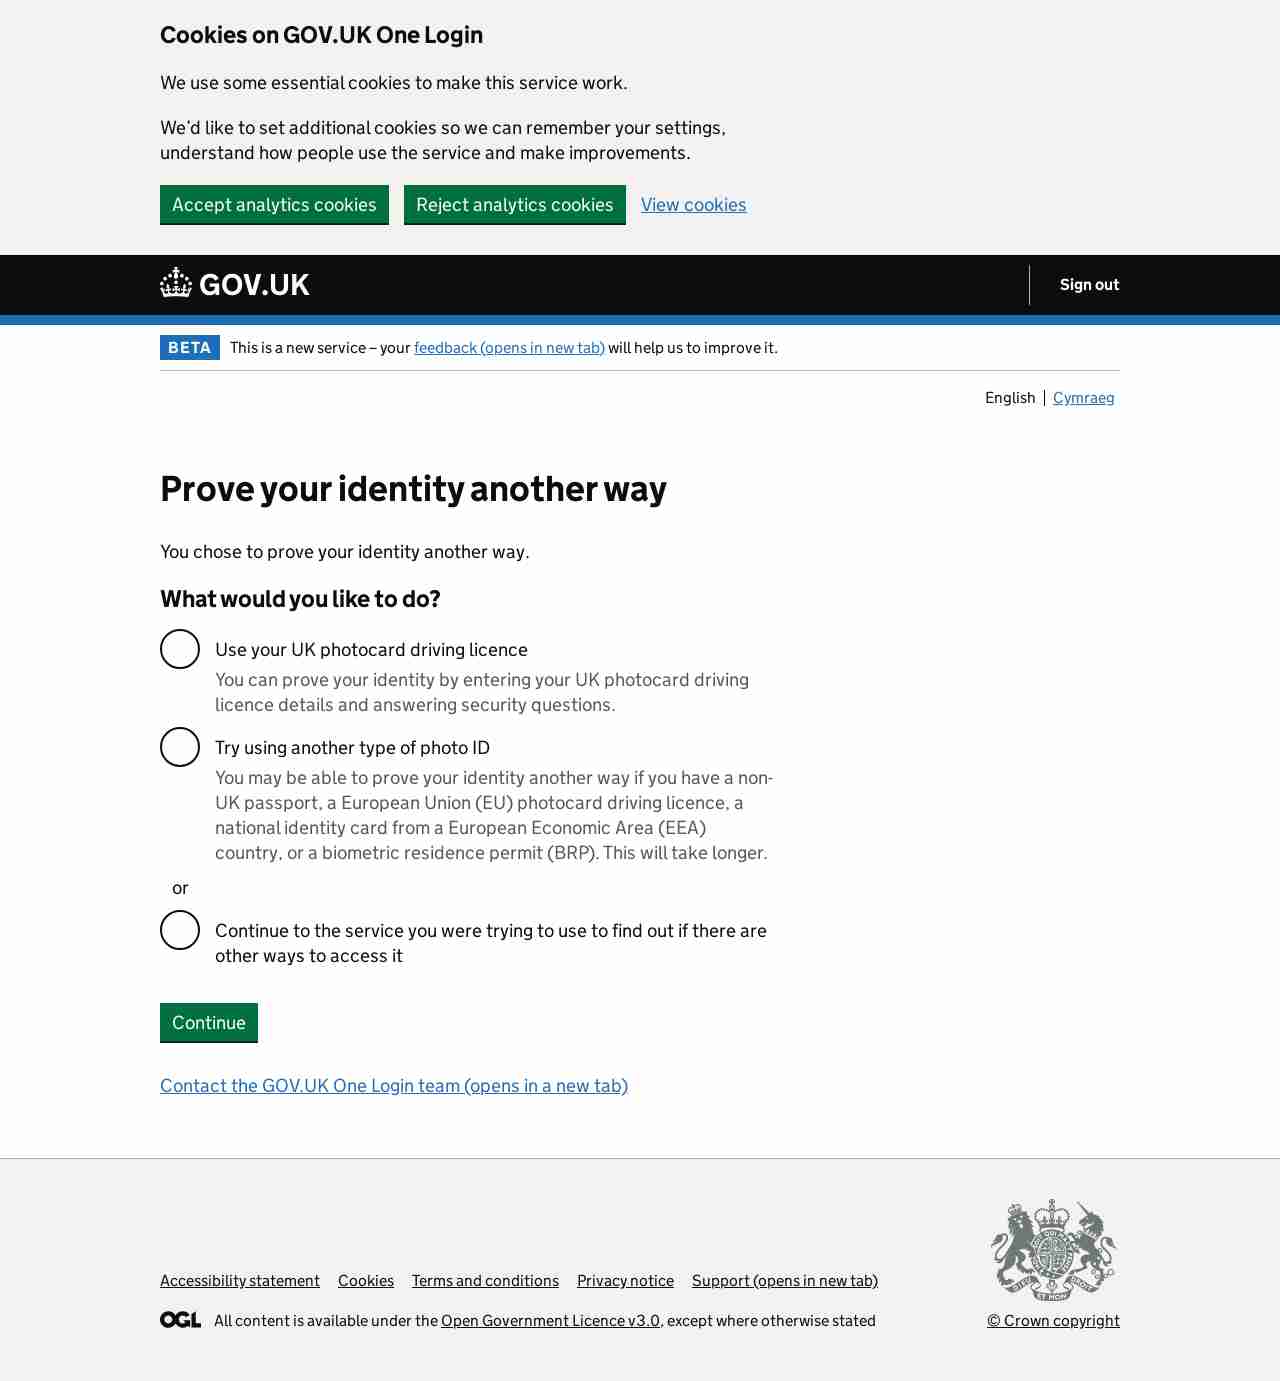 Cookies on GOV.UK One Login
We use some essential cookies to make this service work.
We’d like to set additional cookies so we can remember your settings,
understand how people use the service and make improvements.
Accept analytics cookies Reject analytics cookies View cookies
GOV.UK Sign out
BETA This is a new service – your feedback (opens in new tab) will help us to improve it.
English Cymraeg
Prove your identity another way
You chose to prove your identity another way.
What would you like to do?
Use your UK photocard driving licence
You can prove your identity by entering your UK photocard driving
licence details and answering security questions.
Try using another type of photo ID
You may be able to prove your identity another way if you have a non-
UK passport, a European Union (EU) photocard driving licence, a
national identity card from a European Economic Area (EEA)
country, or a biometric residence permit (BRP). This will take longer.
or
Continue to the service you were trying to use to find out if there are
other ways to access it
Continue
Contact the GOV.UK One Login team (opens in a new tab)
Accessibility statement Cookies Terms and conditions Privacy notice Support (opens in new tab)
OGL All content is available under the Open Government Licence v3.0, except where otherwise stated
© Crown copyright